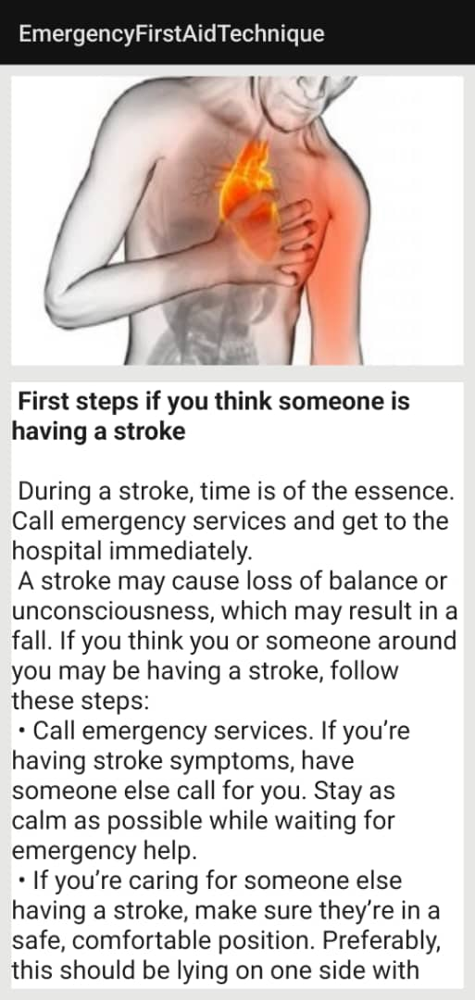 EmergencyFirstAidTechnique
First steps if you think someone is
having a stroke
During a stroke, time is of the essence.
Call emergency services and get to the
hospital immediately.
A stroke may cause loss of balance or
unconsciousness, which may result in a
fall. If you think you or someone around
you may be having a stroke, follow
these steps:
• Call emergency services. If you’re
having stroke symptoms, have
someone else call for you. Stay as
calm as possible while waiting for
emergency help.
• If you’re caring for someone else
having a stroke, make sure they’re in a
safe, comfortable position. Preferably,
this should be lying on one side with